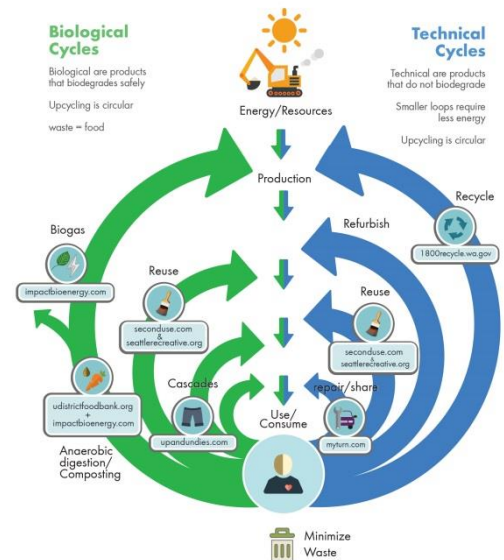 Biological
Cycles
Biological are products
that biodegrades safely
Upcycling is circular
waste = food
Technical
Cycles
Technical are products
that do not biodegrade
Smaller loops require
less energy
Upcycling is circular
Energy/Resources
Production
Recycle
1800recycle.wa.gov
Refurbish
Biogas
impactbioenergy.com
Reuse
seconduse.com
&
seattlerecreative.org
Reuse
seconduse.com
&
seattlerecreative.org
Cascades
upandundies.com
repair/share
myturn.com
Use/
Consume
udistrictfoodbank.org
+
impactbioenergy.com
Anaerobic
digestion/
Composting
Minimize
Waste